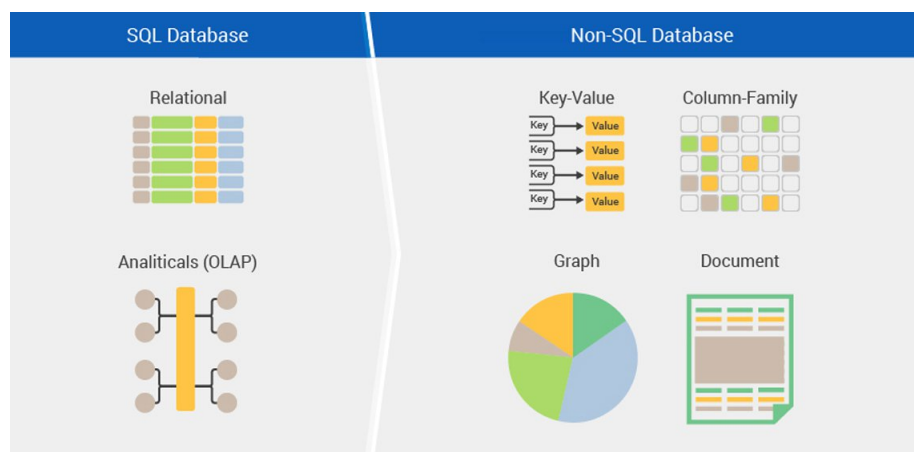 SQL Database
Non-SQL Database
Relational
Key-Value
Column-Family
Key Value
Key Value
Key Value
Key Value
Analiticals (OLAP)
Graph
Document